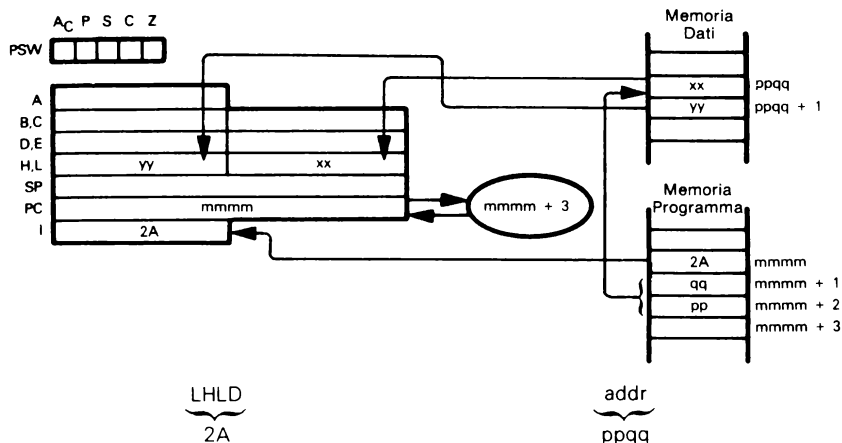 A_C P S C Z
PSW
A
B,C
D,E
H,L yy xx
SP
PC mmmm
I 2A
mmmm + 3
Memoria
Dati
xx ppqq
yy ppqq + 1
Memoria
Programma
2A mmmm
qq mmmm + 1
pp mmmm + 2
mmmm + 3
LHLD addr
2A ppqq